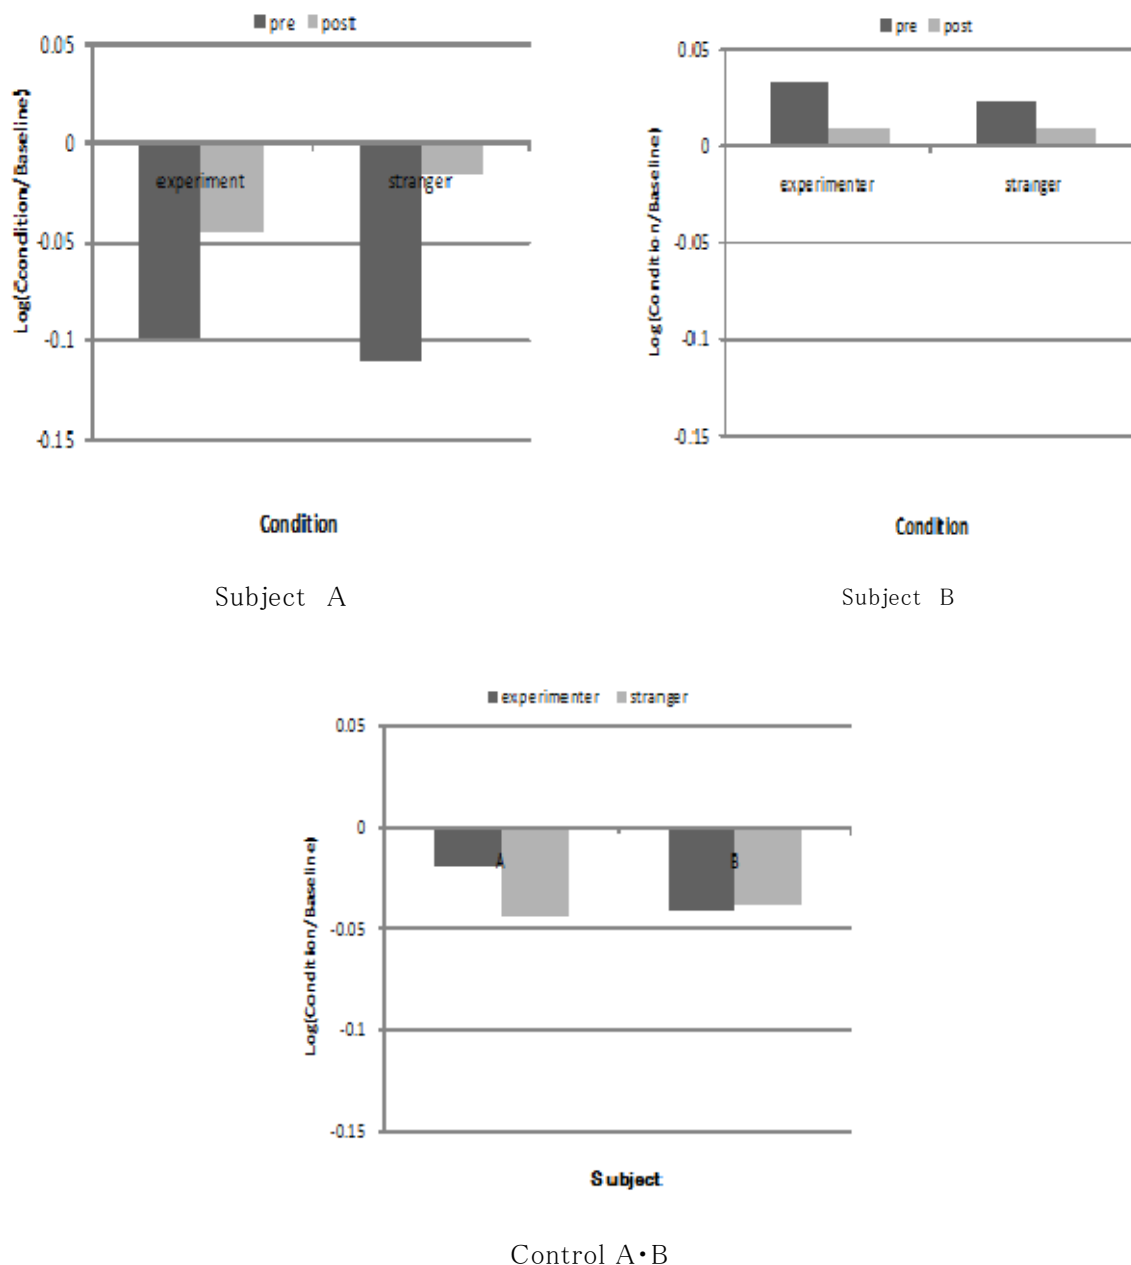 pre post
0.05
0
-0.05
-0.1
-0.15
Log(Ccondition/Baseline)
experiment stranger
Condition
Subject A
pre post
0.05
0
-0.05
-0.1
-0.15
Log(Condition/Baseline)
experimenter stranger
Condition
Subject B
experimenter stranger
0.05
0
-0.05
-0.1
-0.15
Log(Condition/Baseline)
A B
Subject
Control A・B